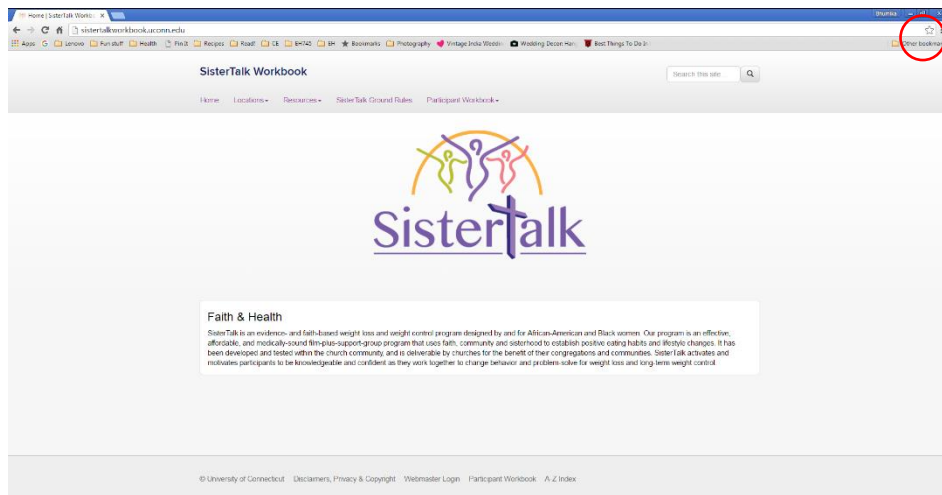 Home | SisterTalk Workb
Bhumika
sistertalkworkbook.uconn.edu
Apps G Lenovo Fun stuff Health Pin It Recipes Read! CE EH745 EH Bookmarks Photography Vintage India Weddin Wedding Decor: Han Best Things To Do In
Other bookmar
SisterTalk Workbook
Search this site
Home Locations Resources SisterTalk Ground Rules Participant Workbook
SisterTalk
Faith & Health
SisterTalk is an evidence- and faith-based weight loss and weight control program designed by and for African-American and Black women. Our program is an effective,
affordable, and medically-sound film-plus-support-group program that uses faith, community and sisterhood to establish positive eating habits and lifestyle changes. It has
been developed and tested within the church community, and is deliverable by churches for the benefit of their congregations and communities. SisterTalk activates and
motivates participants to be knowledgeable and confident as they work together to change behavior and problem-solve for weight loss and long-term weight control.
© University of Connecticut Disclaimers, Privacy & Copyright Webmaster Login Participant Workbook A-Z Index